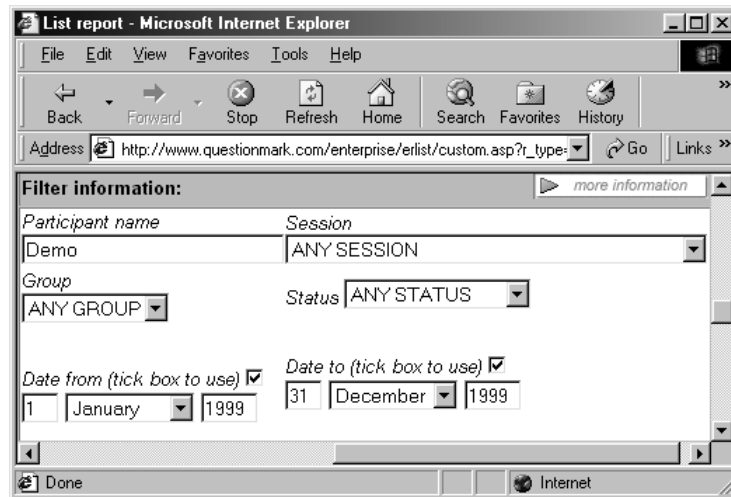 List report - Microsoft Internet Explorer
File Edit View Favorites Tools Help
Back Forward Stop Refresh Home Search Favorites History »
Address http://www.questionmark.com/enterprise/erlist/custom.asp?r_type= Go Links »
Filter information: more information
Participant name Session
Demo ANY SESSION
Group
Status ANY STATUS
ANY GROUP
Date to (tick box to use)
Date from (tick box to use)
31 December 1999
1 January 1999
Done Internet